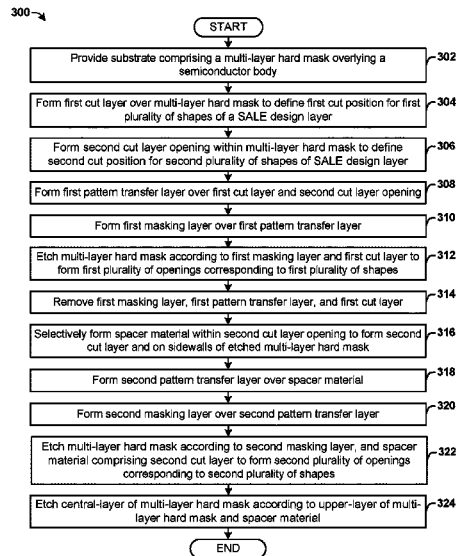 300
START
Provide substrate comprising a multi-layer hard mask overlying a
semiconductor body
302
Form first cut layer over multi-layer hard mask to define first cut position for first
plurality of shapes of a SALE design layer
304
Form second cut layer opening within multi-layer hard mask to define
second cut position for second plurality of shapes of SALE design layer
306
Form first pattern transfer layer over first cut layer and second cut layer opening
308
Form first masking layer over first pattern transfer layer
310
Etch multi-layer hard mask according to first masking layer and first cut layer to
form first plurality of openings corresponding to first plurality of shapes
312
Remove first masking layer, first pattern transfer layer, and first cut layer
314
Selectively form spacer material within second cut layer opening to form second
cut layer and on sidewalls of etched multi-layer hard mask
316
Form second pattern transfer layer over spacer material
318
Form second masking layer over second pattern transfer layer
320
Etch multi-layer hard mask according to second masking layer, and spacer
material comprising second cut layer to form second plurality of openings
corresponding to second plurality of shapes
322
Etch central-layer of multi-layer hard mask according to upper-layer of multi-
layer hard mask and spacer material
324
END